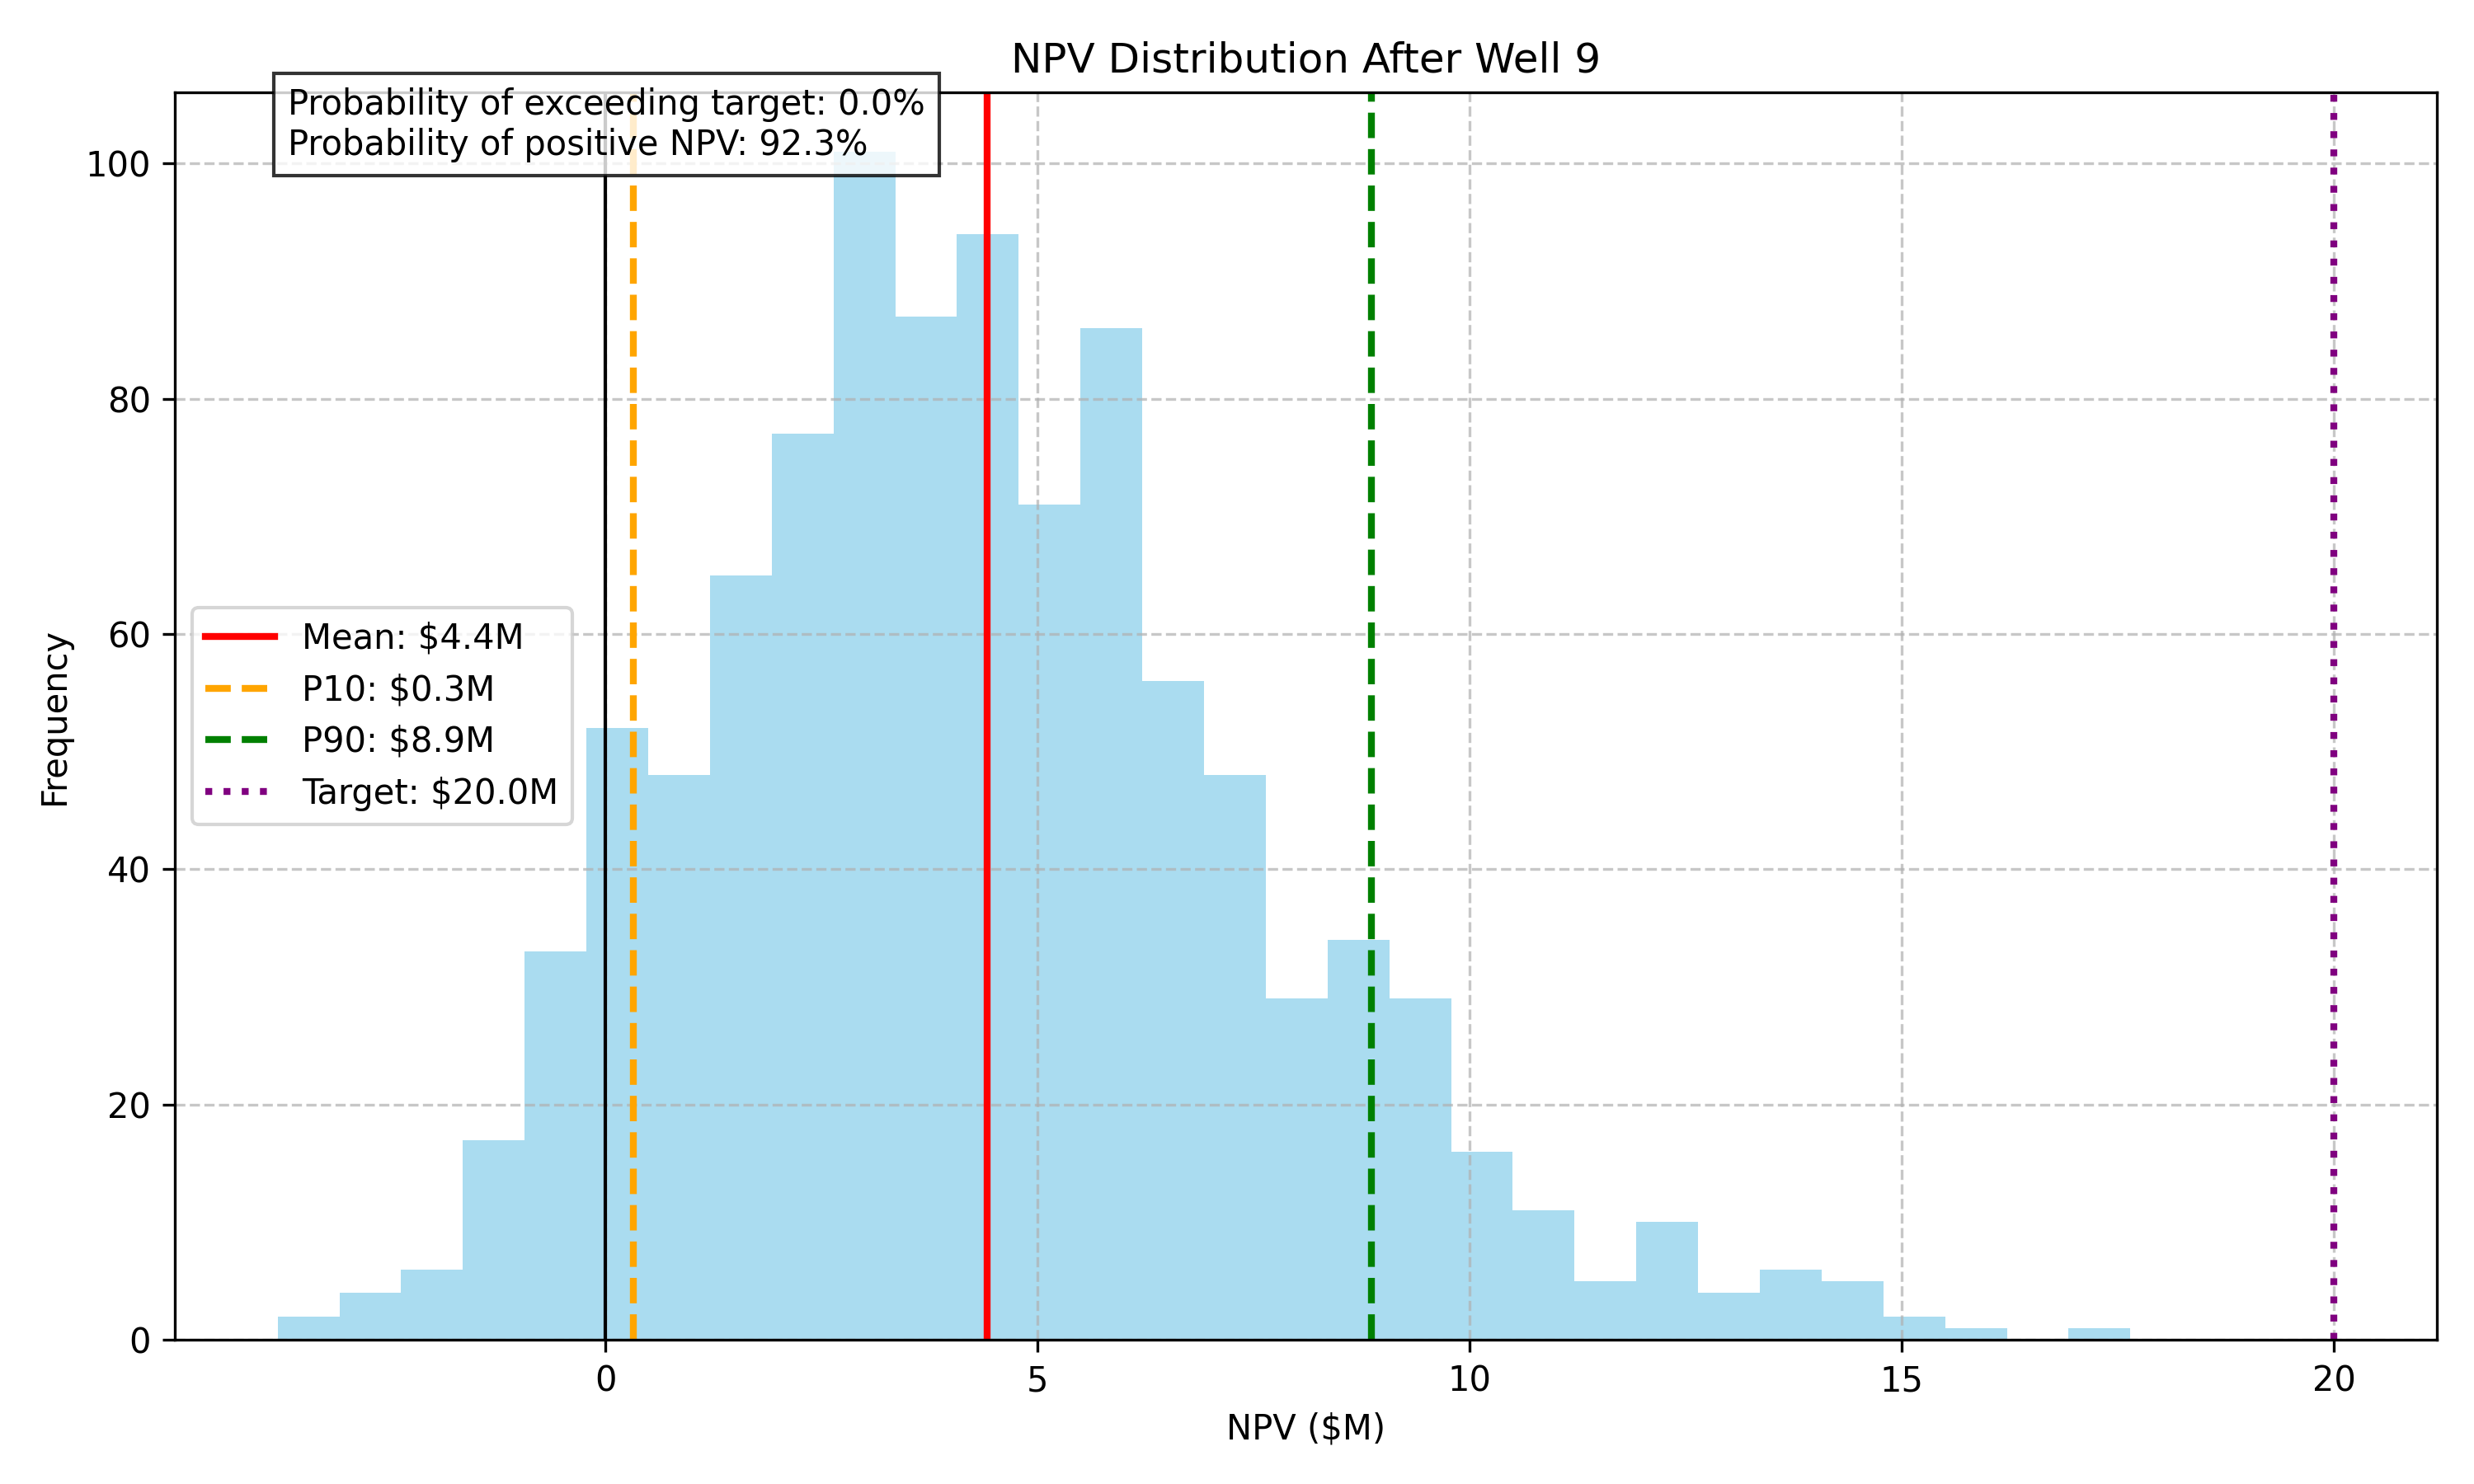 NPV Distribution After Well 9
Probability of exceeding target: 0.0%
Probability of positive NPV: 92.3%
100
80
60
40
20
0
Frequency
Mean: $4.4M
P10: $0.3M
P90: $8.9M
Target: $20.0M
0
5
10
15
20
NPV ($M)